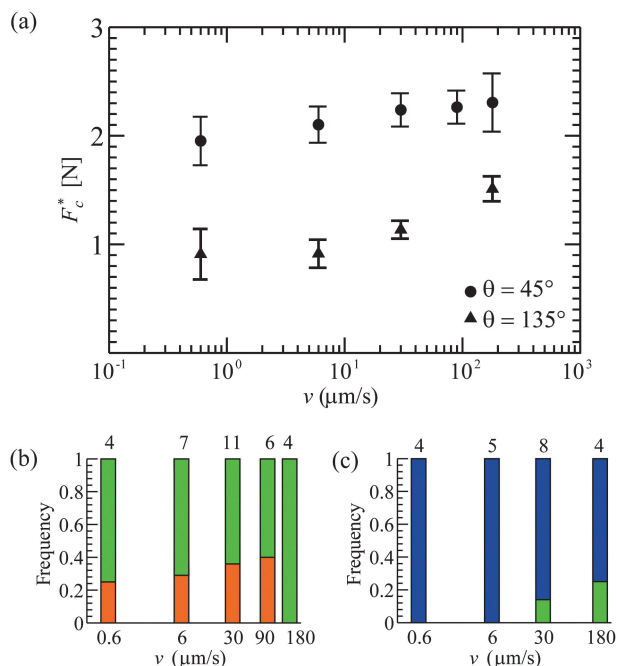 (a)
3
2
1
F*c [N]
10⁻¹ 10⁰ 10¹ 10² 10³
v (μm/s)
θ = 45°
θ = 135°
(b)
4 7 11 6 4
1
0.8
0.6
0.4
0.2
0
Frequency
0.6 6 30 90 180
v (μm/s)
(c)
4 5 8 4
1
0.8
0.6
0.4
0.2
0
Frequency
0.6 6 30 180
v (μm/s)